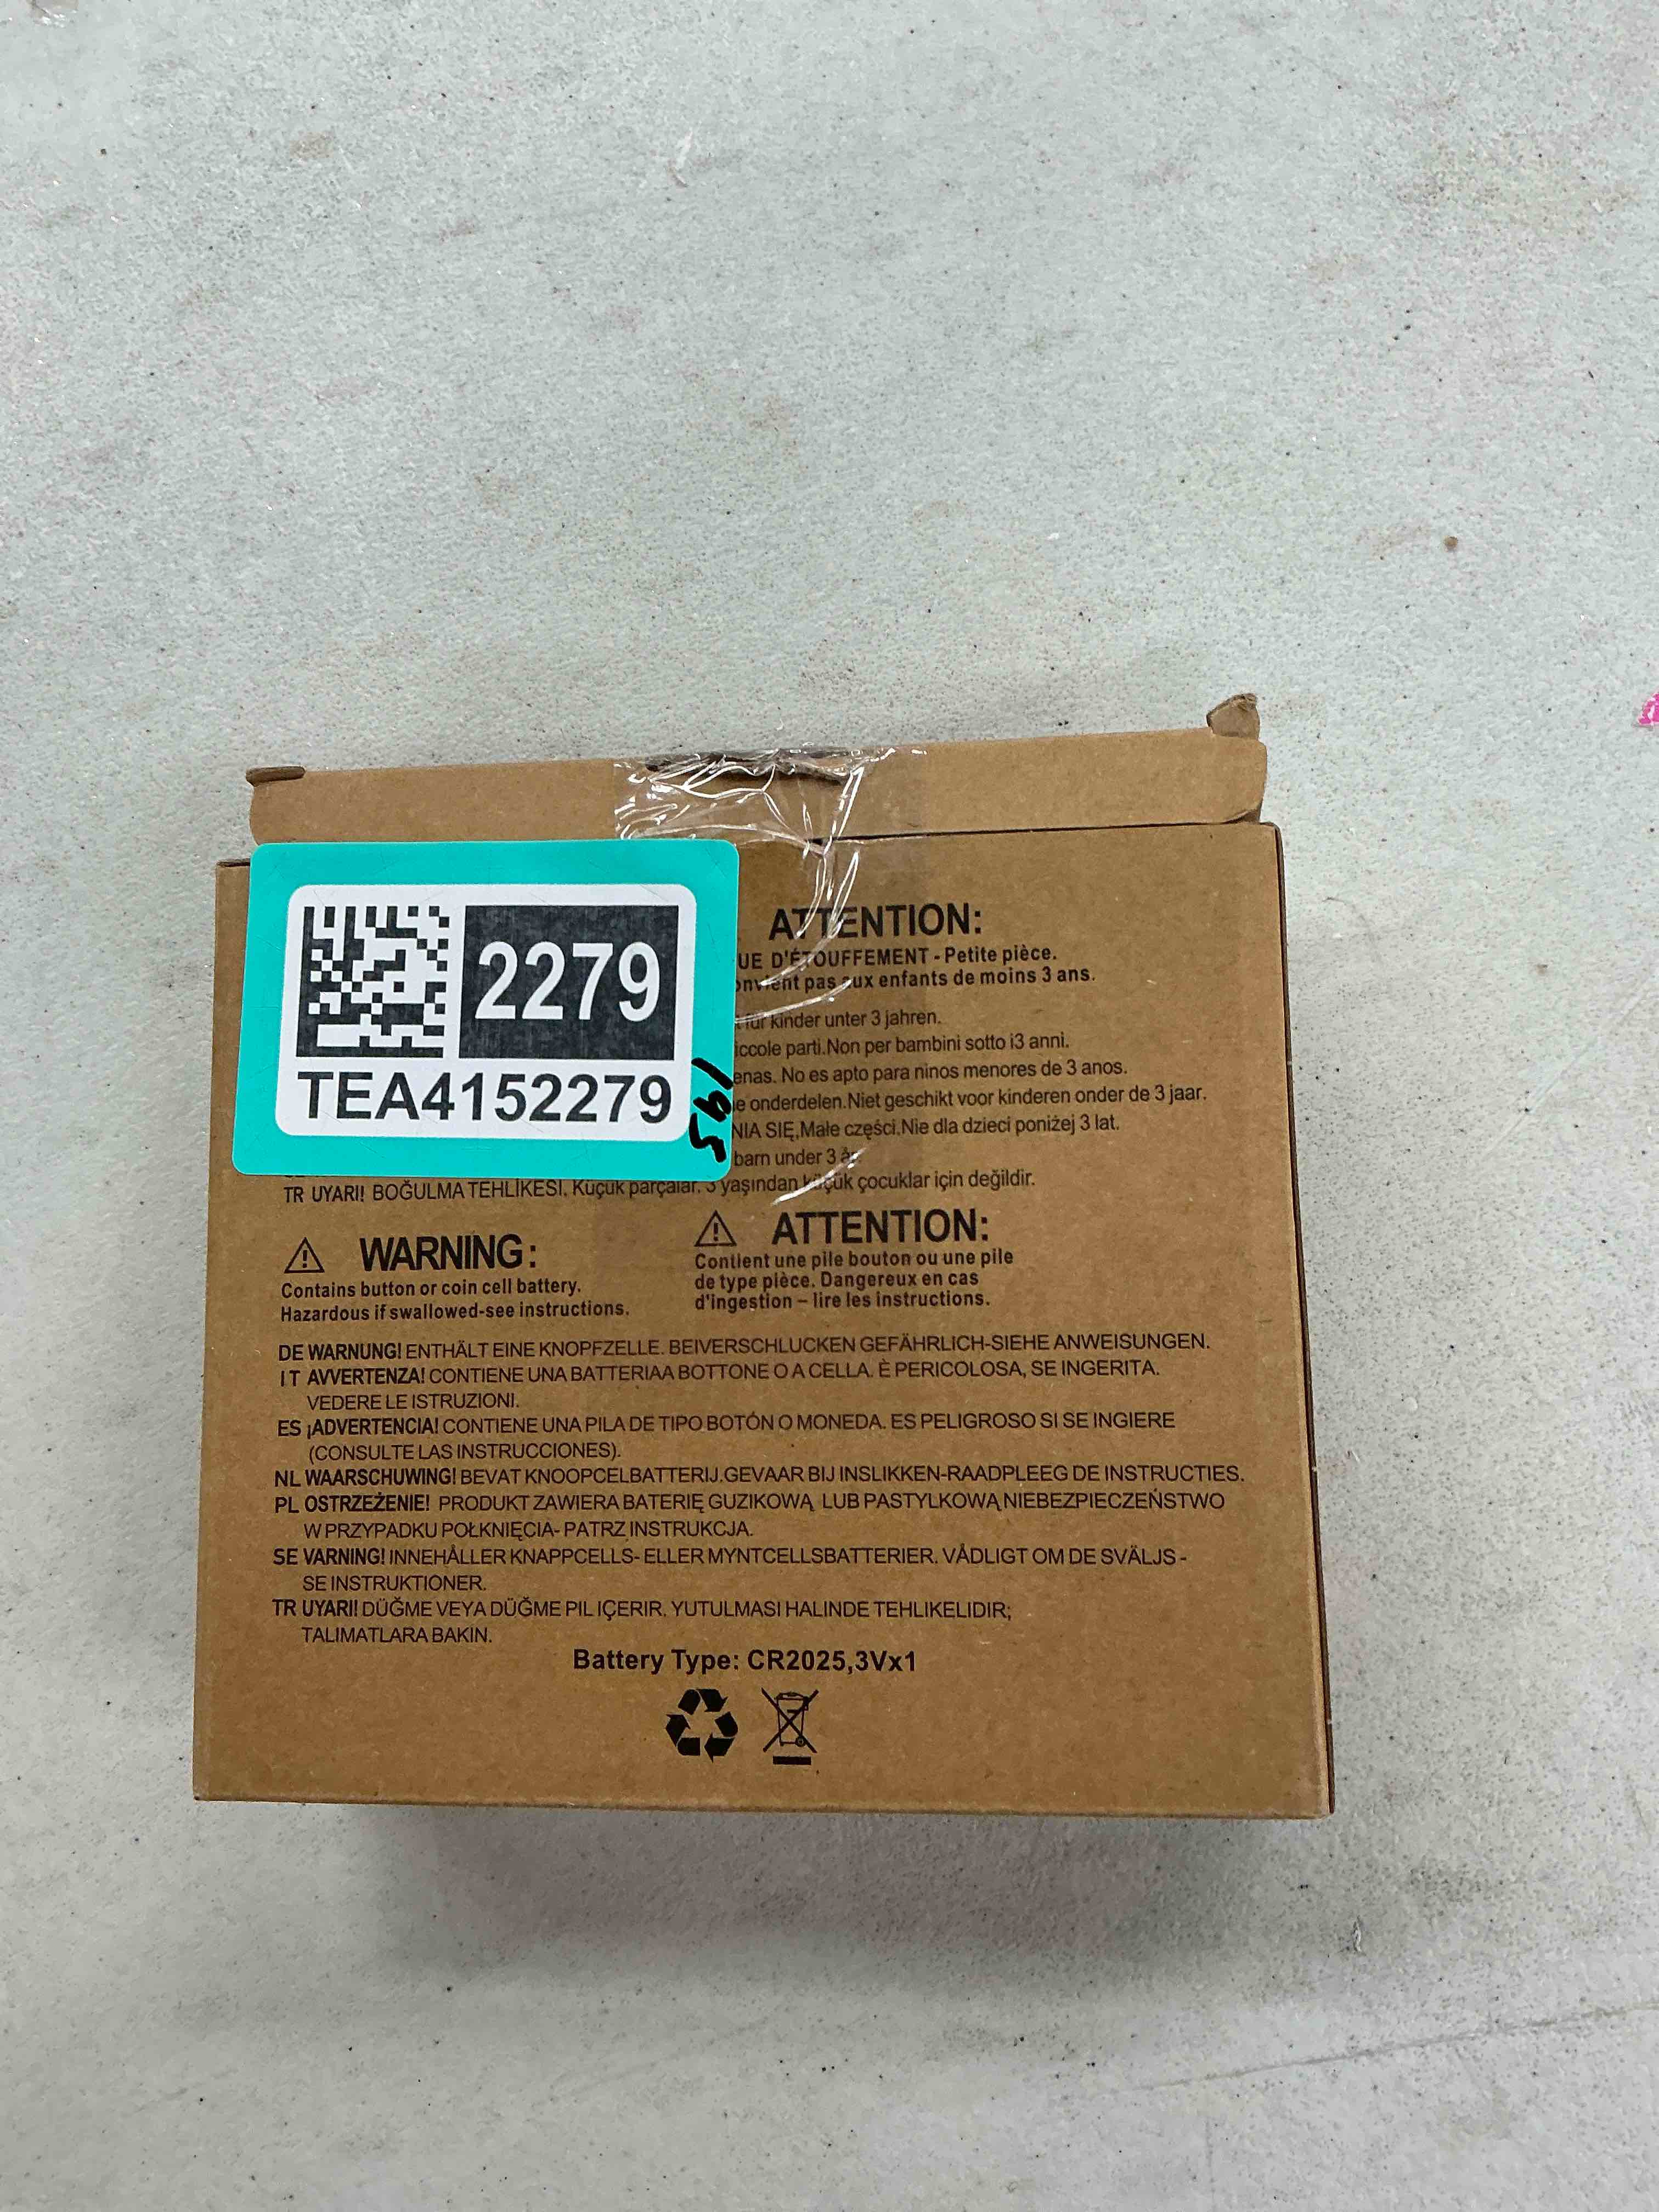 2279
TEA4152279
195
ATTENTION:
UE D'ÉTOUFFEMENT - Petite pièce.
pas aux enfants de moins 3 ans.
für kinder unter 3 jahren.
iccole parti.Non per bambini sotto i3 anni.
enas. No es apto para ninos menores de 3 anos.
e onderdelen.Niet geschikt voor kinderen onder de 3 jaar.
NIA SIĘ,Małe części.Nie dla dzieci poniżej 3 lat.
barn under 3 år.
TR UYARI! BOĞULMA TEHLİKESİ. Küçük parçalar. 3 yaşından küçük çocuklar için değildir.
WARNING:
Contains button or coin cell battery.
Hazardous if swallowed-see instructions.
ATTENTION:
Contient une pile bouton ou une pile
de type pièce. Dangereux en cas
d'ingestion – lire les instructions.
DE WARNUNG! ENTHÄLT EINE KNOPFZELLE. BEIVERSCHLUCKEN GEFÄHRLICH-SIEHE ANWEISUNGEN.
IT AVVERTENZA! CONTIENE UNA BATTERIAA BOTTONE O A CELLA. È PERICOLOSA, SE INGERITA.
VEDERE LE ISTRUZIONI.
ES ¡ADVERTENCIA! CONTIENE UNA PILA DE TIPO BOTÓN O MONEDA. ES PELIGROSO SI SE INGIERE
(CONSULTE LAS INSTRUCCIONES).
NL WAARSCHUWING! BEVAT KNOOPCELBATTERIJ.GEVAAR BIJ INSLIKKEN-RAADPLEEG DE INSTRUCTIES.
PL OSTRZEŻENIE! PRODUKT ZAWIERA BATERIĘ GUZIKOWĄ LUB PASTYLKOWĄ NIEBEZPIECZEŃSTWO
W PRZYPADKU POŁKNIĘCIA- PATRZ INSTRUKCJA.
SE VARNING! INNEHÅLLER KNAPPCELLS- ELLER MYNTCELLSBATTERIER. VÅDLIGT OM DE SVÄLJS -
SE INSTRUKTIONER.
TR UYARI! DÜĞME VEYA DÜĞME PIL IÇERIR. YUTULMASI HALINDE TEHLIKELIDIR;
TALIMATLARA BAKIN.
Battery Type: CR2025,3Vx1